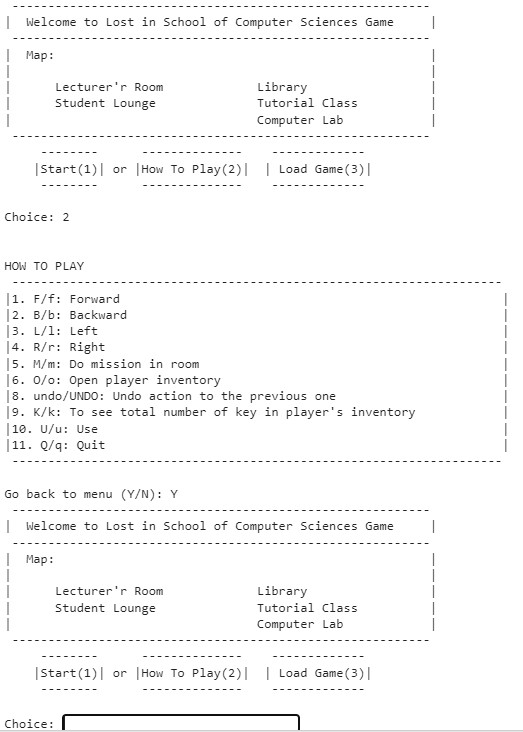 Welcome to Lost in School of Computer Sciences Game
Map:
Lecturer'r Room Library
Student Lounge Tutorial Class
Computer Lab
|Start(1)| or |How To Play(2)| | Load Game(3)|
Choice: 2
HOW TO PLAY
|1. F/f: Forward
|2. B/b: Backward
|3. L/l: Left
|4. R/r: Right
|5. M/m: Do mission in room
|6. O/o: Open player inventory
|8. undo/UNDO: Undo action to the previous one
|9. K/k: To see total number of key in player's inventory
|10. U/u: Use
|11. Q/q: Quit
Go back to menu (Y/N): Y
Welcome to Lost in School of Computer Sciences Game
Map:
Lecturer'r Room Library
Student Lounge Tutorial Class
Computer Lab
|Start(1)| or |How To Play(2)| | Load Game(3)|
Choice: